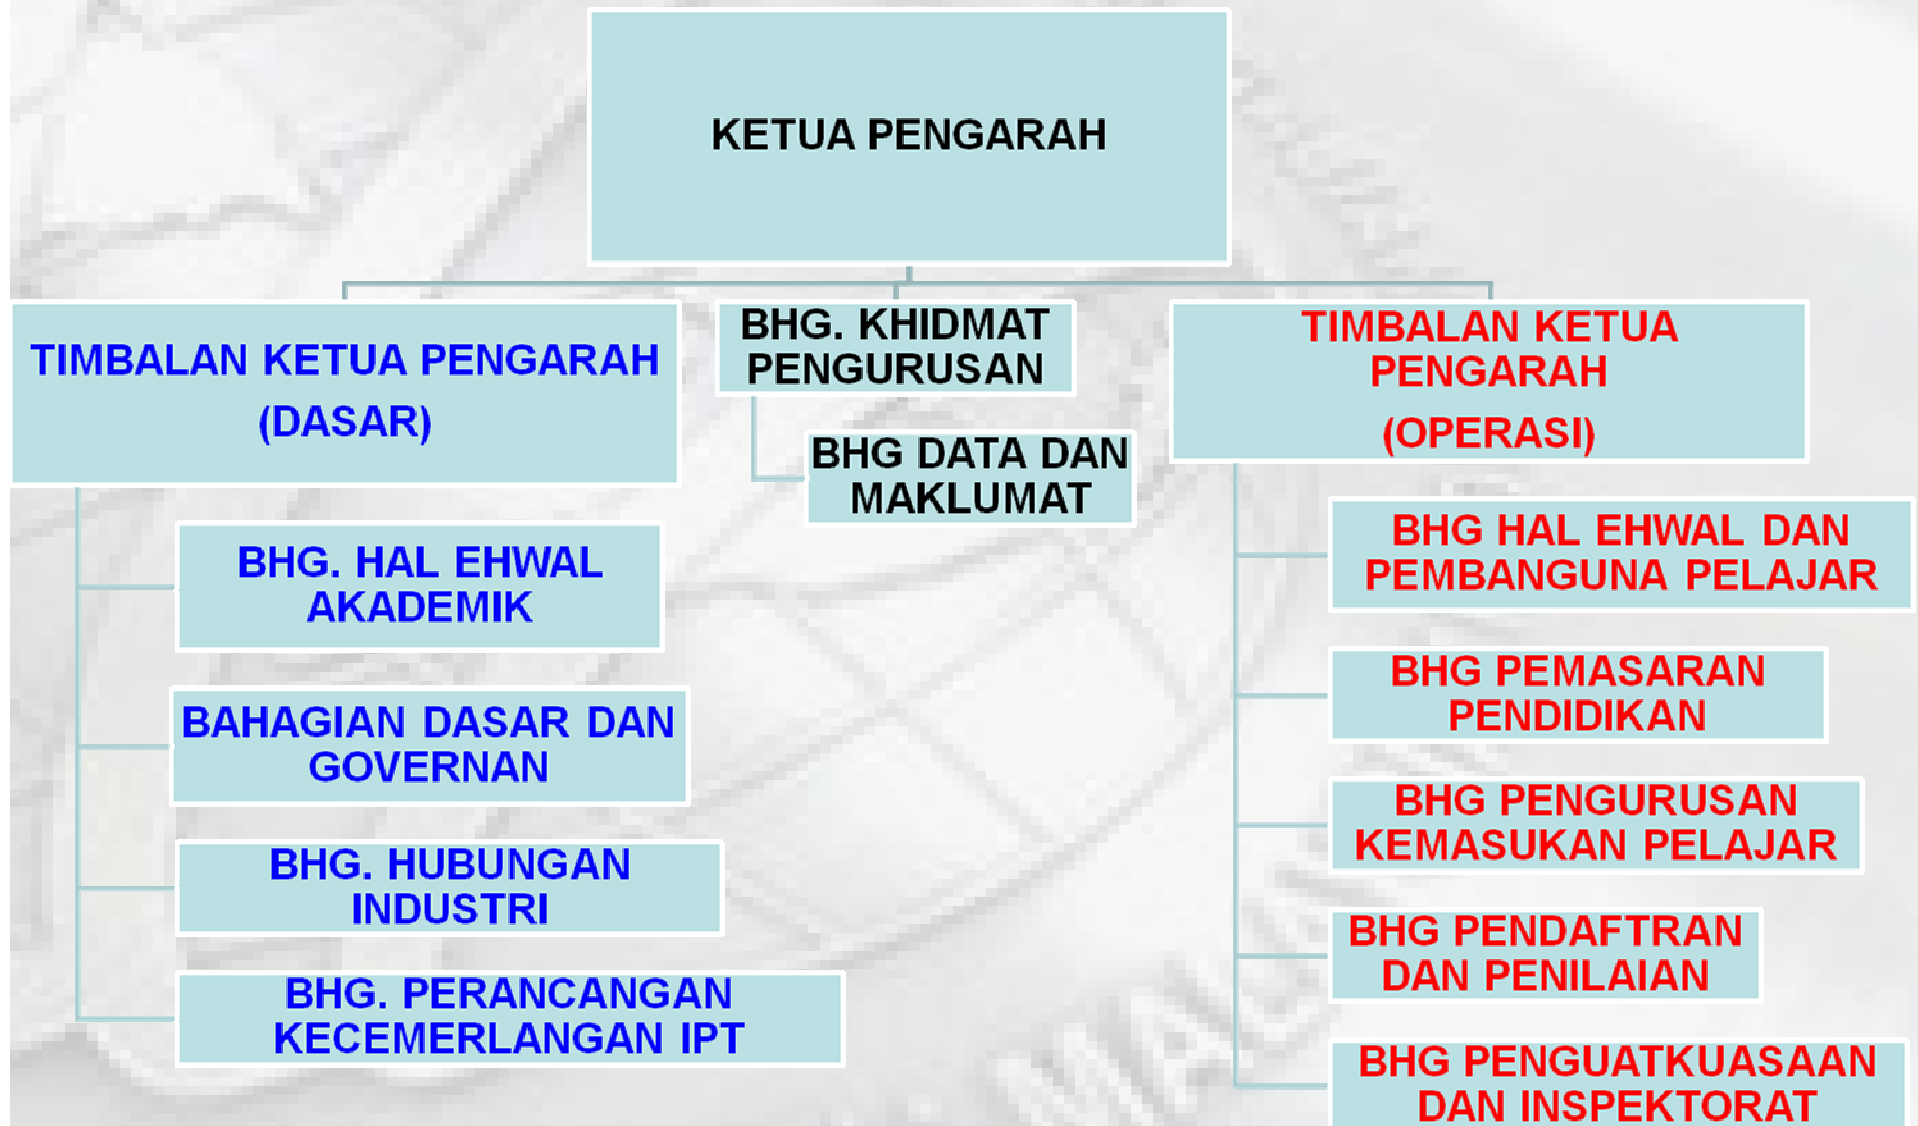 KETUA PENGARAH
TIMBALAN KETUA PENGARAH
(DASAR)
BHG. HAL EHWAL
AKADEMIK
BAHAGIAN DASAR DAN
GOVERNAN
BHG. HUBUNGAN
INDUSTRI
BHG. PERANCANGAN
KECEMERLANGAN IPT
BHG. KHIDMAT
PENGURUSAN
BHG DATA DAN
MAKLUMAT
TIMBALAN KETUA
PENGARAH
(OPERASI)
BHG HAL EHWAL DAN
PEMBANGUNA PELAJAR
BHG PEMASARAN
PENDIDIKAN
BHG PENGURUSAN
KEMASUKAN PELAJAR
BHG PENDAFTRAN
DAN PENILAIAN
BHG PENGUATKUASAAN
DAN INSPEKTORAT